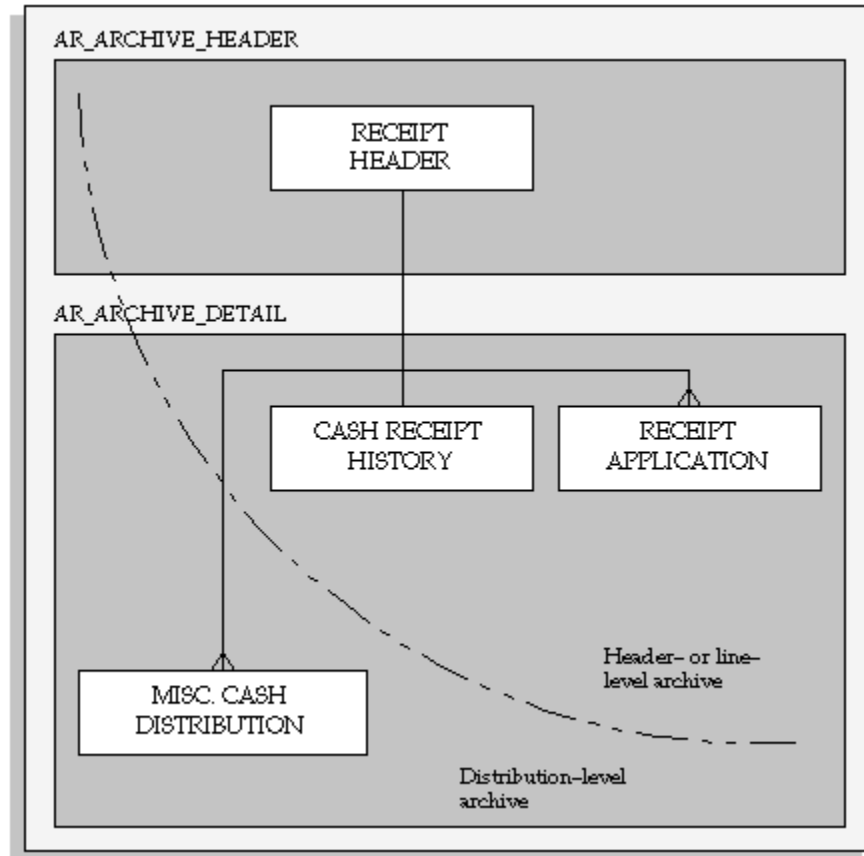 AR_ARCHIVE_HEADER
RECEIPT
HEADER
AR_ARCHIVE_DETAIL
CASH RECEIPT
HISTORY
RECEIPT
APPLICATION
Header– or line–
level archive
MISC. CASH
DISTRIBUTION
Distribution–level
archive